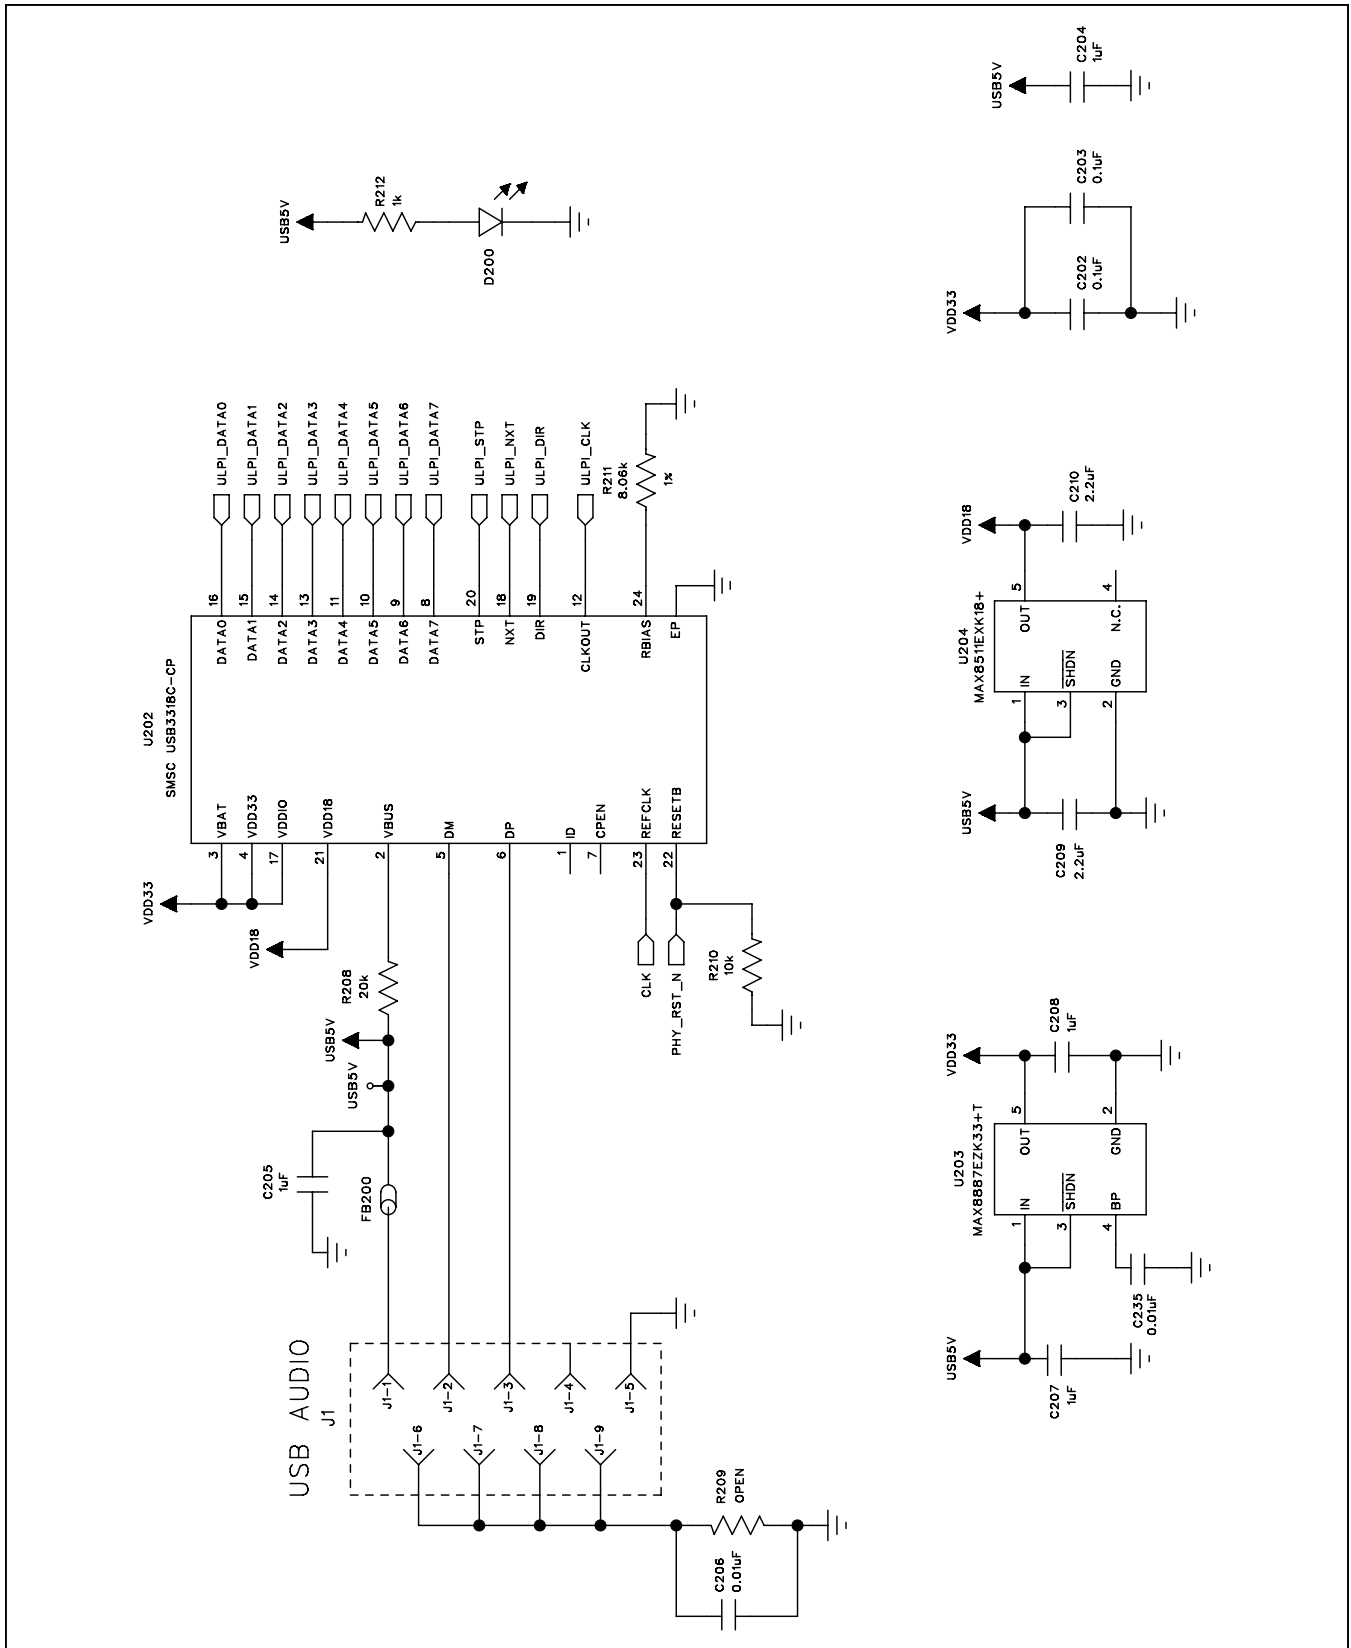 USB AUDIO
J1
J1-1
J1-2
J1-3
J1-4
J1-5
J1-6
J1-7
J1-8
J1-9
C206
0.01uF
R209
OPEN
C205
1uF
FB200
USB5V
USB5V
R208
20k
VDD33
VDD18
U202
SMSC USB3318C-CP
3
VBAT
4
VDD33
17
VDDIO
21
VDD18
2
VBUS
5
DM
6
DP
1
ID
7
CPEN
23
REFCLK
22
RESETB
CLK
PHY_RST_N
R210
10k
DATA0
16
ULPI_DATA0
DATA1
15
ULPI_DATA1
DATA2
14
ULPI_DATA2
DATA3
13
ULPI_DATA3
DATA4
11
ULPI_DATA4
DATA5
10
ULPI_DATA5
DATA6
9
ULPI_DATA6
DATA7
8
ULPI_DATA7
STP
20
ULPI_STP
NXT
18
ULPI_NXT
DIR
19
ULPI_DIR
CLKOUT
12
ULPI_CLK
RBIAS
24
R211
8.06k
1%
EP
USB5V
R212
1k
D200
USB5V
C207
1uF
U203
MAX8887EZK33+T
1
IN
3
SHDN
4
BP
OUT
5
GND
2
C235
0.01uF
VDD33
C208
1uF
USB5V
C209
2.2uF
U204
MAX8511EXK18+
1
IN
3
SHDN
2
GND
OUT
5
N.C.
4
VDD18
C210
2.2uF
VDD33
C202
0.1uF
C203
0.1uF
USB5V
C204
1uF